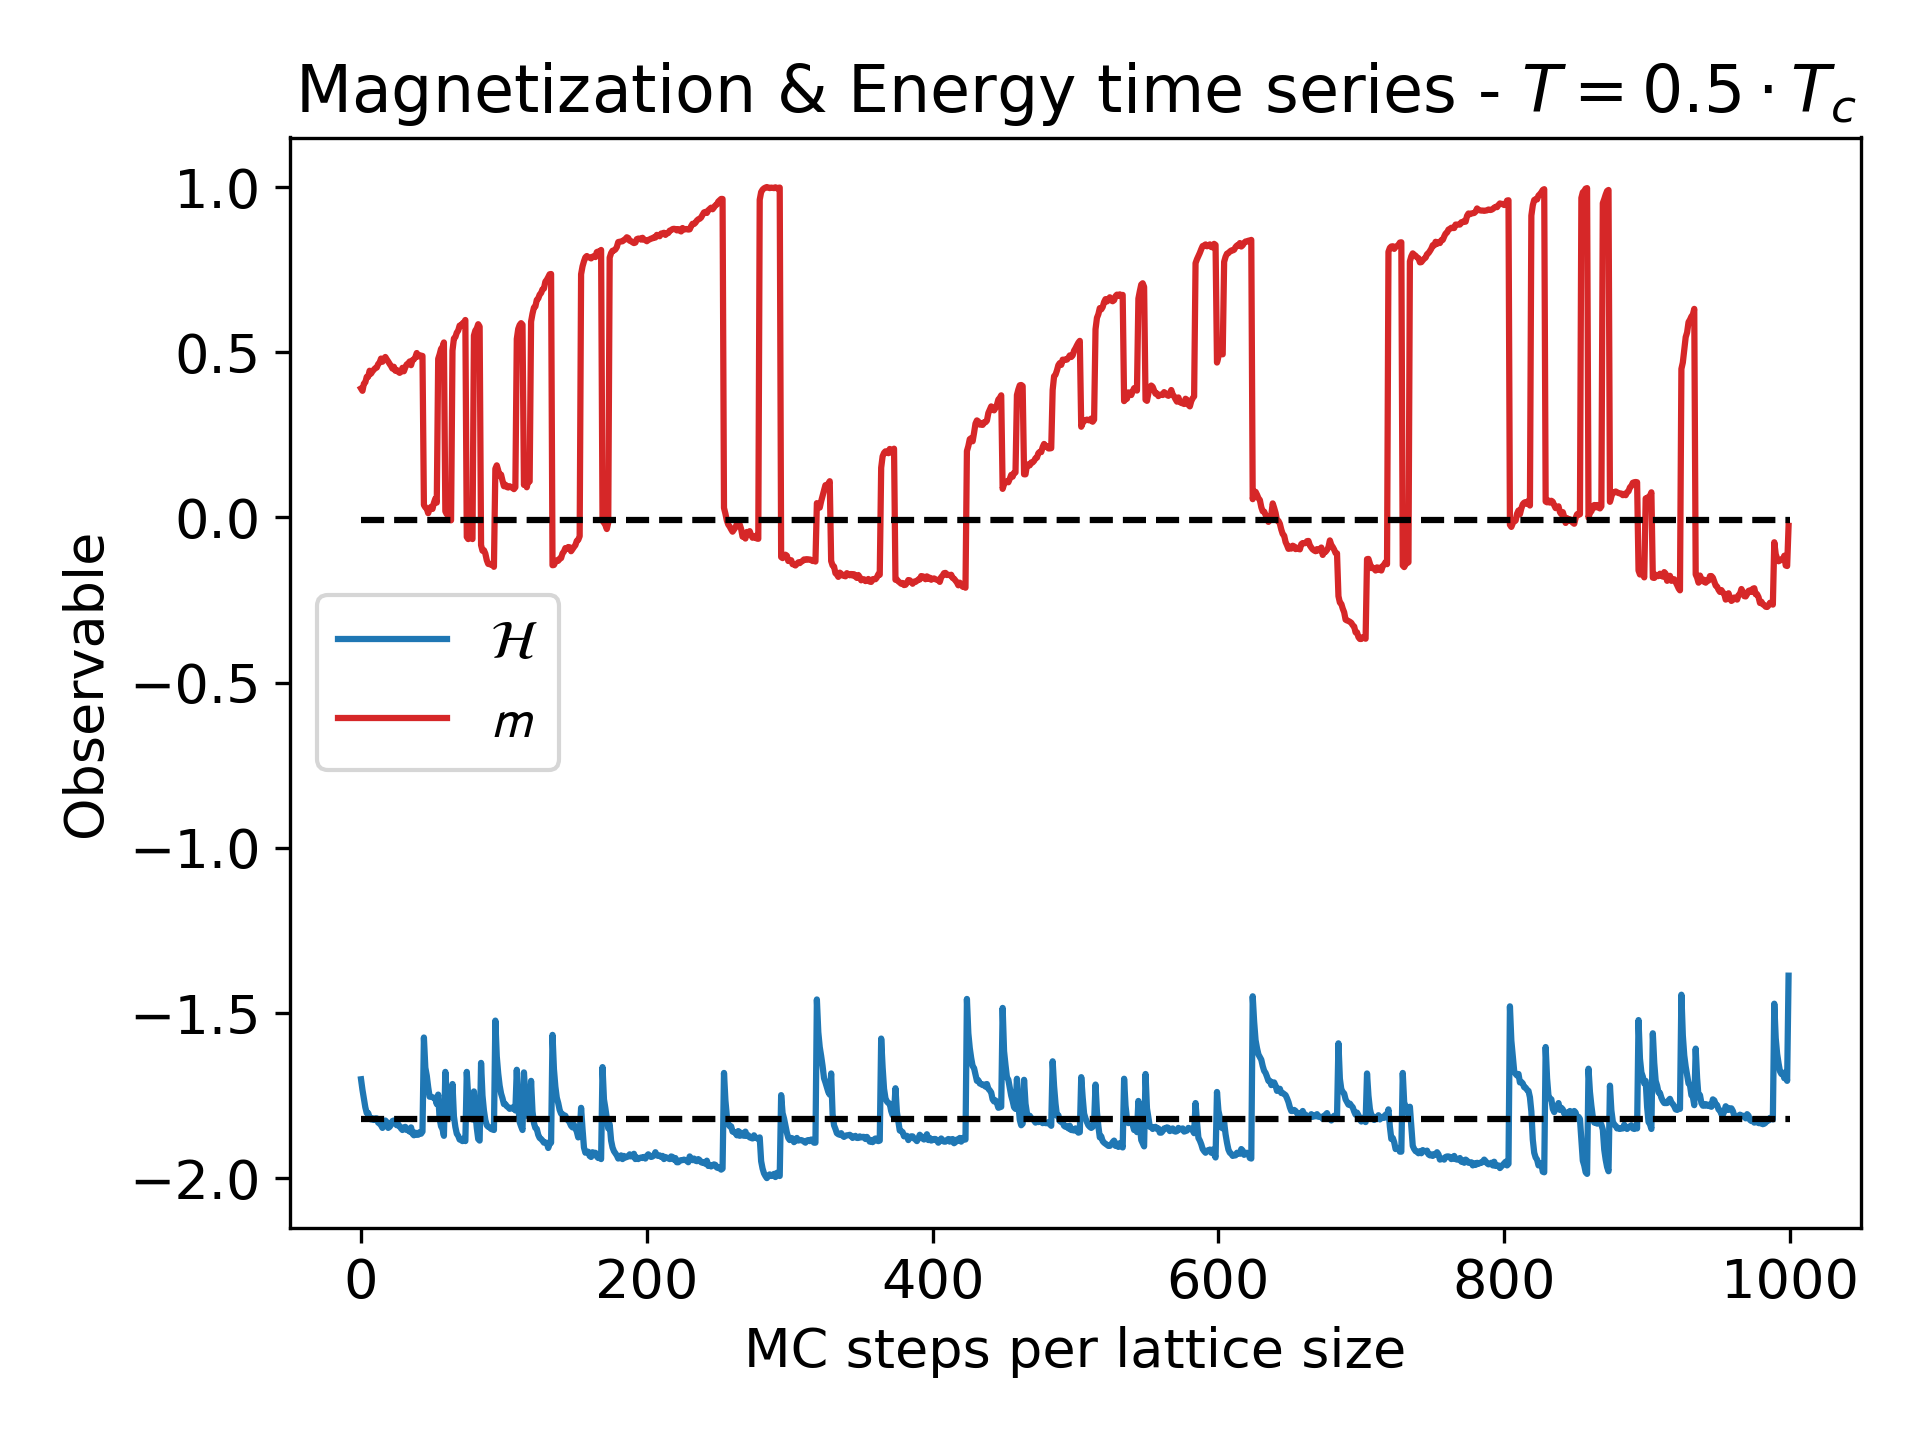 Magnetization & Energy time series - $T = 0.5 \cdot T_c$
1.0
0.5
0.0
−0.5
−1.0
−1.5
−2.0
Observable
ℋ
m
0 200 400 600 800 1000
MC steps per lattice size